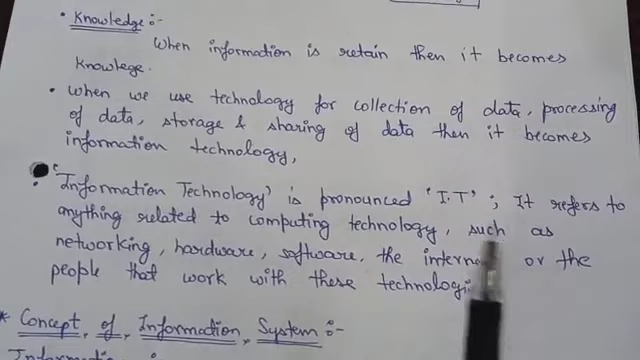 • Knowledge :-
When information is retain then it becomes
Knowlege.
• When we use technology for collection of data, processing
of data, storage & sharing of data then it becomes
information technology,
• 'Information Technology' is pronounced 'I.T' ; It refers to
anything related to computing technology, such as
networking, hardware, software, the intern or the
people that work with these technologi
* Concept of Information System :-
Information